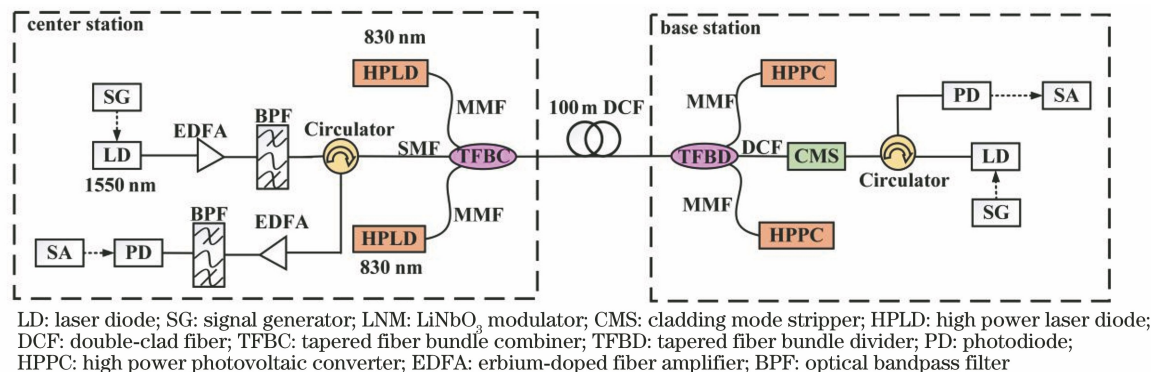 center station
base station
830 nm
HPLD
HPPC
SG
100 m DCF
PD
SA
MMF
MMF
EDFA
BPF
Circulator
LD
SMF
TFBC
TFBD
DCF
CMS
LD
1550 nm
Circulator
MMF
MMF
BPF
EDFA
SG
SA
PD
HPLD
HPPC
830 nm
LD: laser diode; SG: signal generator; LNM: LiNbO3 modulator; CMS: cladding mode stripper; HPLD: high power laser diode;
DCF: double-clad fiber; TFBC: tapered fiber bundle combiner; TFBD: tapered fiber bundle divider; PD: photodiode;
HPPC: high power photovoltaic converter; EDFA: erbium-doped fiber amplifier; BPF: optical bandpass filter